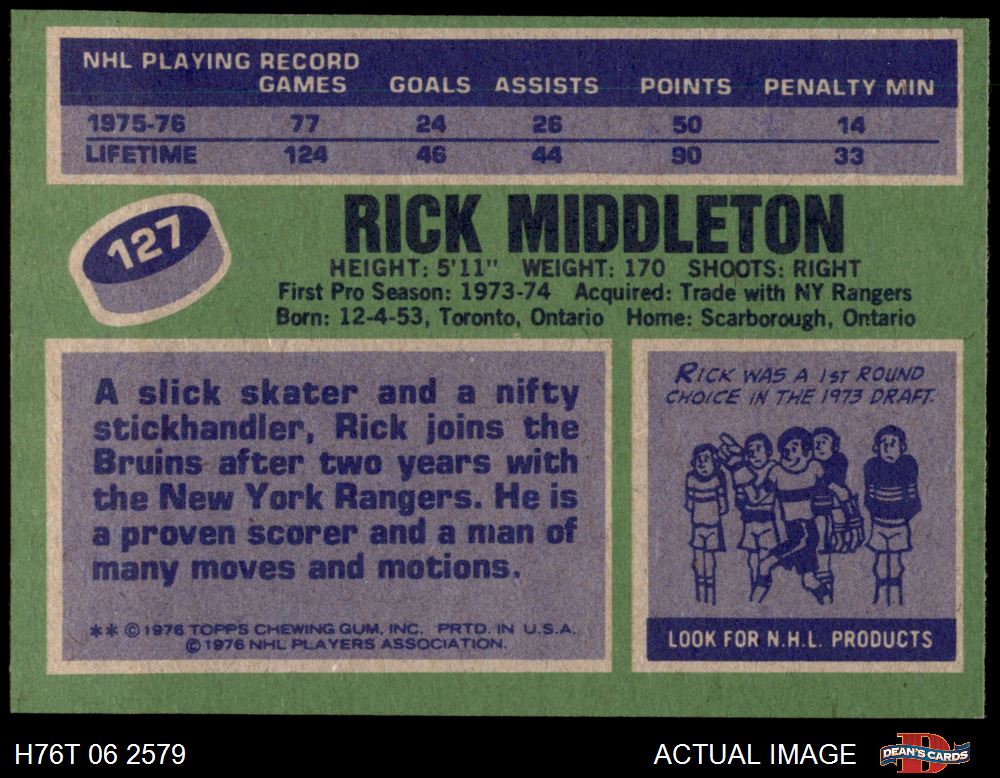 NHL PLAYING RECORD
GAMES GOALS ASSISTS POINTS PENALTY MIN
1975-76 77 24 26 50 14
LIFETIME 124 46 44 90 33
127
RICK MIDDLETON
HEIGHT: 5'11" WEIGHT: 170 SHOOTS: RIGHT
First Pro Season: 1973-74 Acquired: Trade with NY Rangers
Born: 12-4-53, Toronto, Ontario Home: Scarborough, Ontario
A slick skater and a nifty
stickhandler, Rick joins the
Bruins after two years with
the New York Rangers. He is
a proven scorer and a man of
many moves and motions.
** © 1976 TOPPS CHEWING GUM, INC. PRTD. IN U.S.A.
© 1976 NHL PLAYERS ASSOCIATION.
RICK WAS A 1ST ROUND
CHOICE IN THE 1973 DRAFT.
LOOK FOR N.H.L. PRODUCTS
H76T 06 2579
ACTUAL IMAGE
D
DEAN'S CARDS